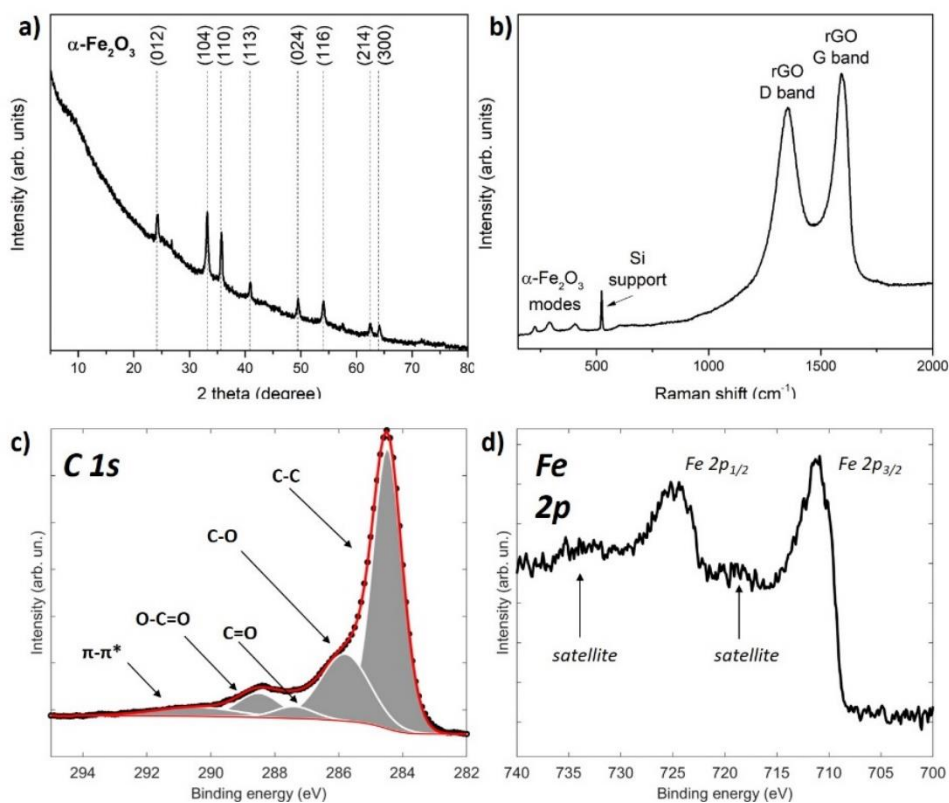 a)
α-Fe₂O₃
(012)
(104)
(110)
(113)
(024)
(116)
(214)
(300)
Intensity (arb. units)
0 10 20 30 40 50 60 70 80
2 theta (degree)
b)
rGO
D band
rGO
G band
α-Fe₂O₃
modes
Si
support
Intensity (arb. units)
500 1000 1500 2000
Raman shift (cm⁻¹)
c)
C 1s
C-C
C-O
C=O
O-C=O
π-π*
Intensity (arb. un.)
294 292 290 288 286 284 282
Binding energy (eV)
d)
Fe
2p
Fe 2p₁/₂
Fe 2p₃/₂
satellite
satellite
Intensity (arb. un.)
740 735 730 725 720 715 710 705 700
Binding energy (eV)